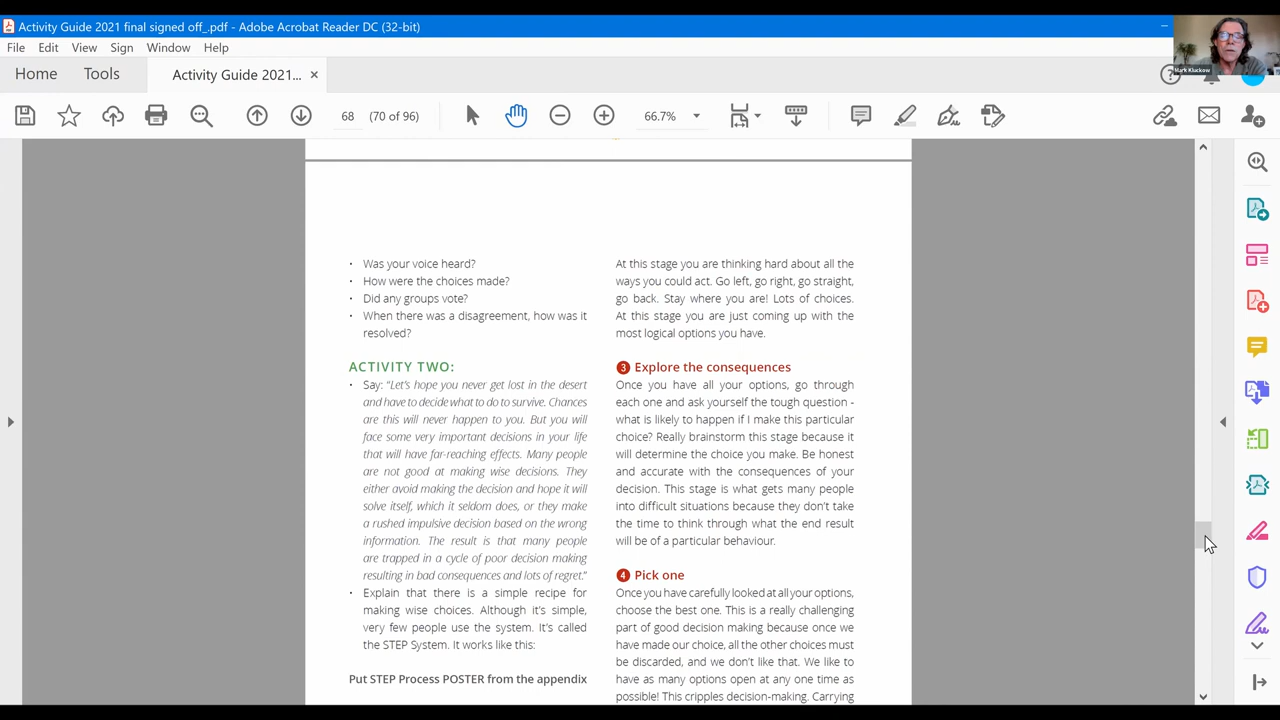 Activity Guide 2021 final signed off_.pdf - Adobe Acrobat Reader DC (32-bit)
File Edit View Sign Window Help
Home Tools Activity Guide 2021... ×
68 (70 of 96) 66.7%
Mark Kluckow
• Was your voice heard?
• How were the choices made?
• Did any groups vote?
• When there was a disagreement, how was it
resolved?
ACTIVITY TWO:
• Say: “Let's hope you never get lost in the desert
and have to decide what to do to survive. Chances
are this will never happen to you. But you will
face some very important decisions in your life
that will have far-reaching effects. Many people
are not good at making wise decisions. They
either avoid making the decision and hope it will
solve itself, which it seldom does, or they make
a rushed impulsive decision based on the wrong
information. The result is that many people
are trapped in a cycle of poor decision making
resulting in bad consequences and lots of regret.”
• Explain that there is a simple recipe for
making wise choices. Although it's simple,
very few people use the system. It's called
the STEP System. It works like this:
Put STEP Process POSTER from the appendix
At this stage you are thinking hard about all the
ways you could act. Go left, go right, go straight,
go back. Stay where you are! Lots of choices.
At this stage you are just coming up with the
most logical options you have.
3 Explore the consequences
Once you have all your options, go through
each one and ask yourself the tough question -
what is likely to happen if I make this particular
choice? Really brainstorm this stage because it
will determine the choice you make. Be honest
and accurate with the consequences of your
decision. This stage is what gets many people
into difficult situations because they don't take
the time to think through what the end result
will be of a particular behaviour.
4 Pick one
Once you have carefully looked at all your options,
choose the best one. This is a really challenging
part of good decision making because once we
have made our choice, all the other choices must
be discarded, and we don't like that. We like to
have as many options open at any one time as
possible! This cripples decision-making. Carrying